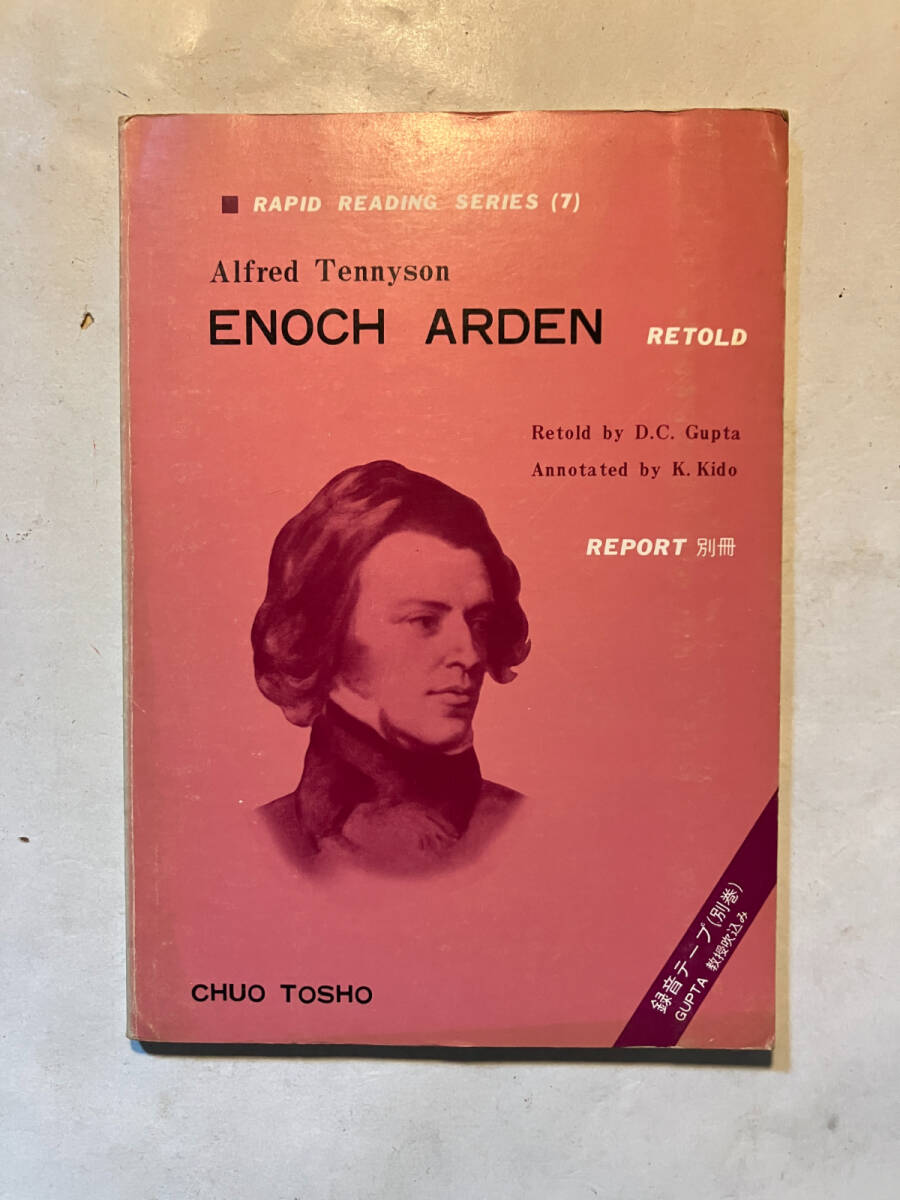 ■ RAPID READING SERIES (7)
Alfred Tennyson
ENOCH ARDEN RETOLD
Retold by D.C. Gupta
Annotated by K. Kido
REPORT 別冊
録音テープ(別巻)
GUPTA 教授吹込み
CHUO TOSHO